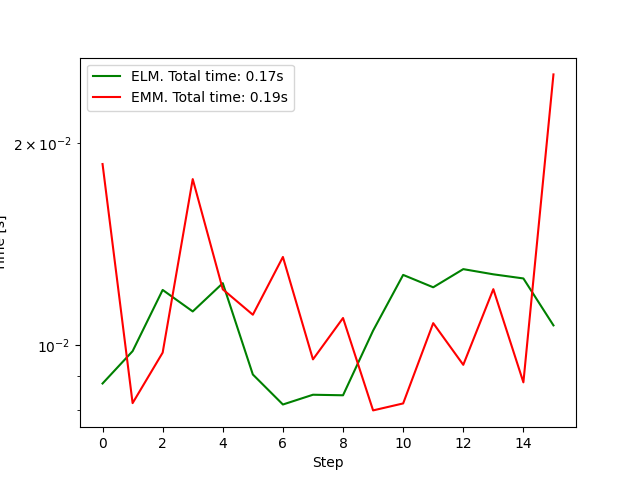 ELM. Total time: 0.17s
EMM. Total time: 0.19s
2 × 10⁻²
10⁻²
0 2 4 6 8 10 12 14
Step